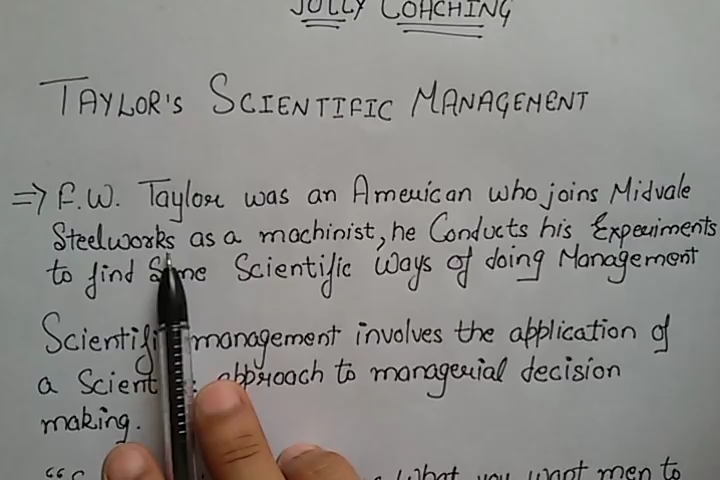 JOLLY COACHING
TAYLOR'S SCIENTIFIC MANAGEMENT
⇒ F.W. Taylor was an American who joins Midvale
Steelworks as a machinist, he Conducts his Experiments
to find Some Scientific Ways of doing Management
Scientific management involves the application of
a Scientific approach to managerial decision
making.
What you want men to